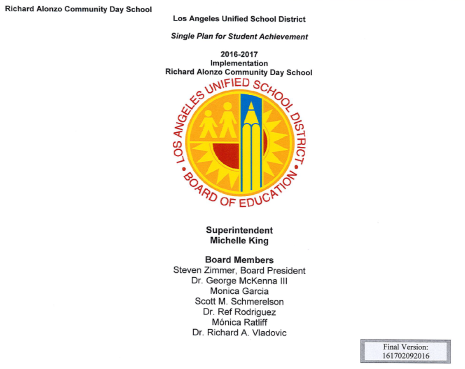 Richard Alonzo Community Day School
Los Angeles Unified School District
Single Plan for Student Achievement
2016-2017
Implementation
Richard Alonzo Community Day School
LOS ANGELES UNIFIED SCHOOL DISTRICT
BOARD OF EDUCATION
Superintendent
Michelle King
Board Members
Steven Zimmer, Board President
Dr. George McKenna III
Monica Garcia
Scott M. Schmerelson
Dr. Ref Rodriguez
Mónica Ratliff
Dr. Richard A. Vladovic
Final Version:
161702092016